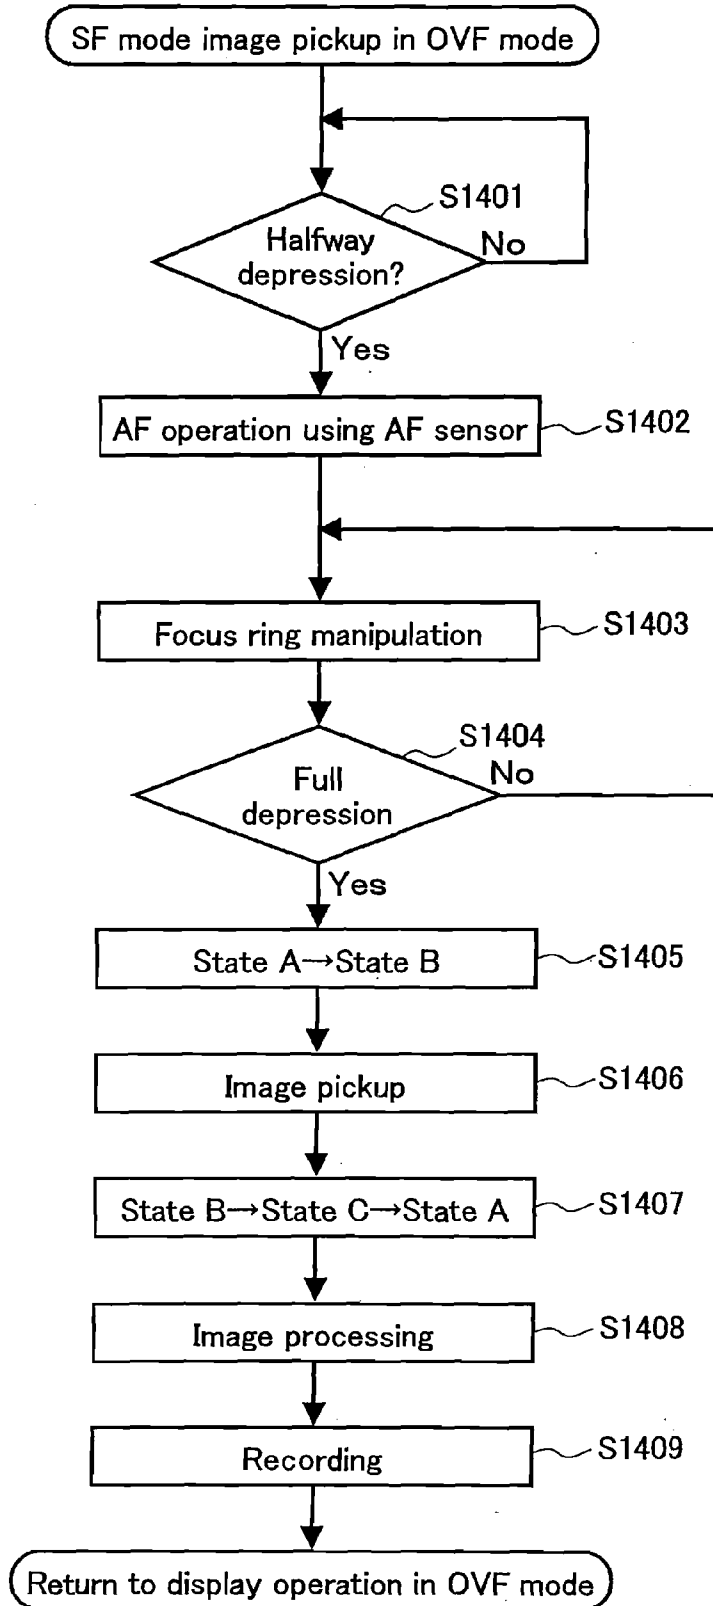 SF mode image pickup in OVF mode
S1401
Halfway
depression?
No
Yes
AF operation using AF sensor
S1402
Focus ring manipulation
S1403
S1404
Full
depression
No
Yes
State A→State B
S1405
Image pickup
S1406
State B→State C→State A
S1407
Image processing
S1408
Recording
S1409
Return to display operation in OVF mode